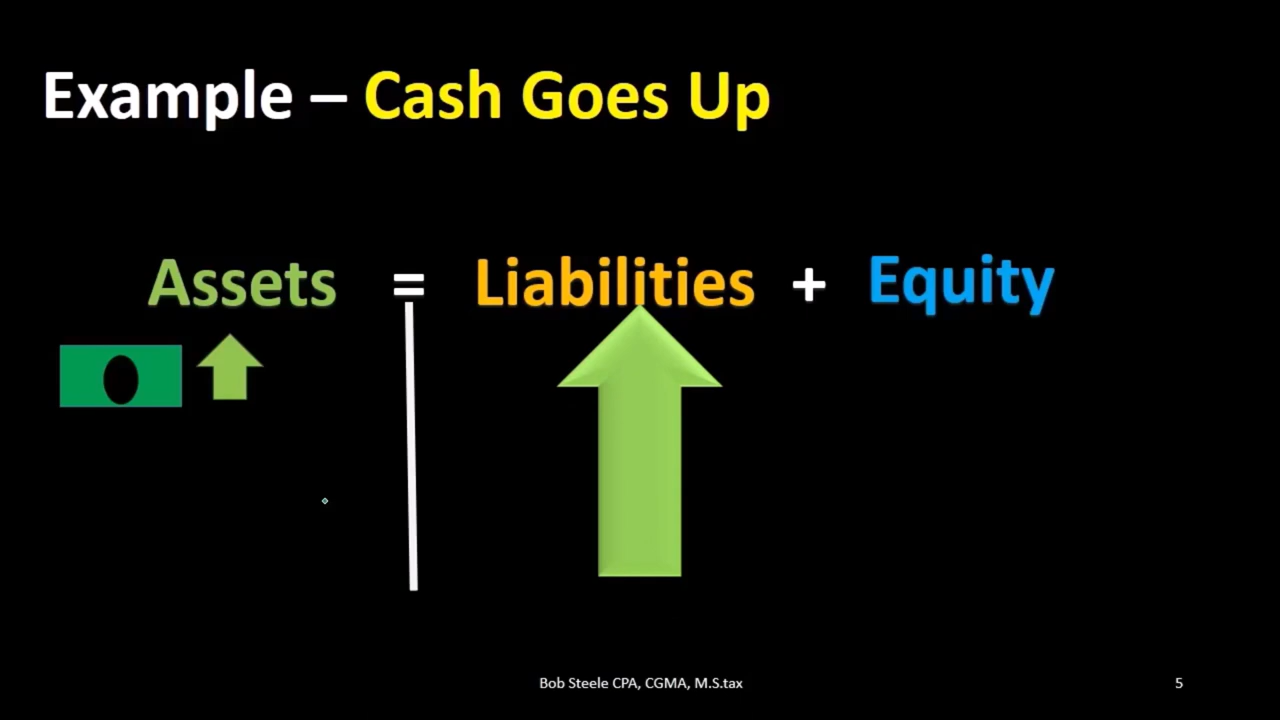 Example – Cash Goes Up
Assets = Liabilities + Equity
Bob Steele CPA, CGMA, M.S.tax
5